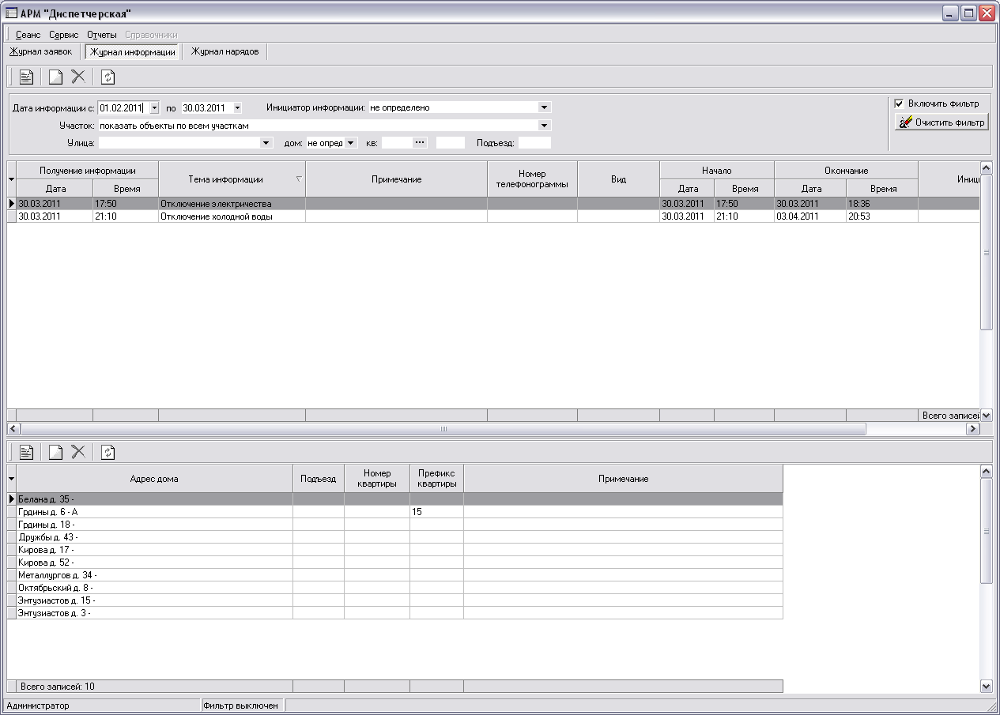 АРМ "Диспетчерская"
Сеанс Сервис Отчеты Справочники
Журнал заявок Журнал информации Журнал нарядов
Дата информации с: 01.02.2011 по 30.03.2011 Инициатор информации: не определено Включить фильтр
Участок: показать объекты по всем участкам Очистить фильтр
Улица: дом: не опред кв: ... Подъезд:
Получение информации Тема информации Примечание Номер телефонограммы Вид Начало Окончание Иниц
Дата Время Дата Время Дата Время
30.03.2011 17:50 Отключение электричества 30.03.2011 17:50 30.03.2011 18:36
30.03.2011 21:10 Отключение холодной воды 30.03.2011 21:10 03.04.2011 20:53
Всего записей
Адрес дома Подъезд Номер квартиры Префикс квартиры Примечание
Белана д. 35 -
Грдины д. 6 - А 15
Грдины д. 18 -
Дружбы д. 43 -
Кирова д. 17 -
Кирова д. 52 -
Металлургов д. 34 -
Октябрьский д. 8 -
Энтузиастов д. 15 -
Энтузиастов д. 3 -
Всего записей: 10
Администратор Фильтр выключен